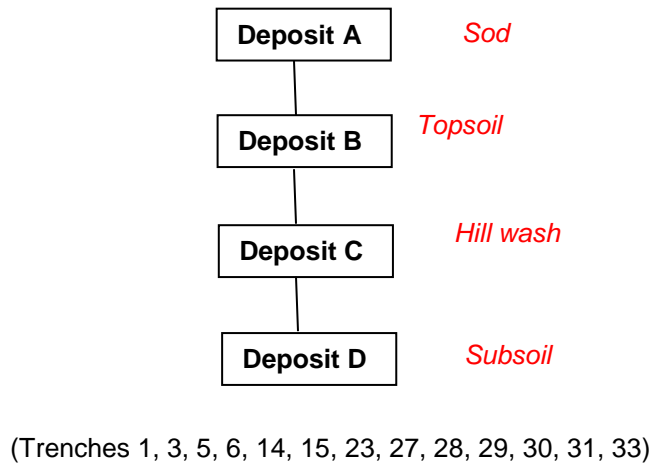 Deposit A
Sod
Deposit B
Topsoil
Deposit C
Hill wash
Deposit D
Subsoil
(Trenches 1, 3, 5, 6, 14, 15, 23, 27, 28, 29, 30, 31, 33)